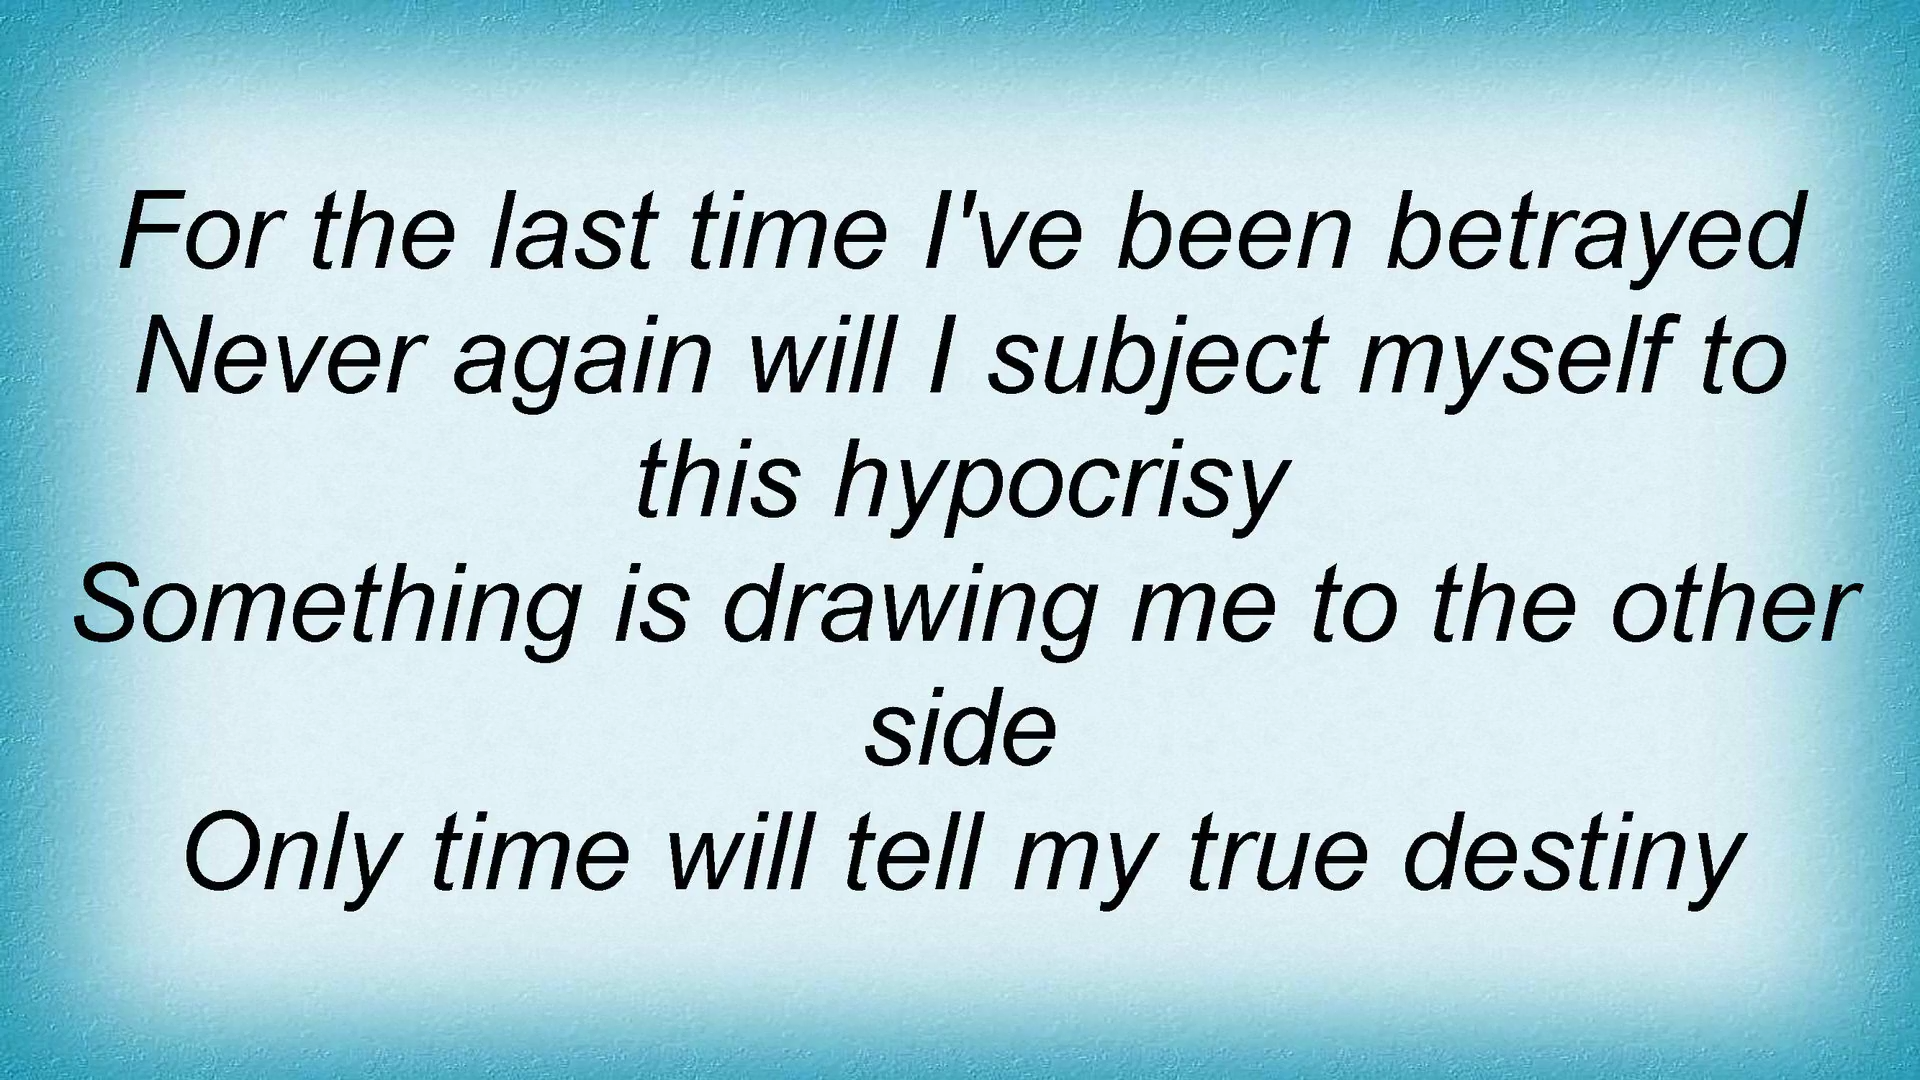 For the last time I've been betrayed
Never again will I subject myself to
this hypocrisy
Something is drawing me to the other
side
Only time will tell my true destiny